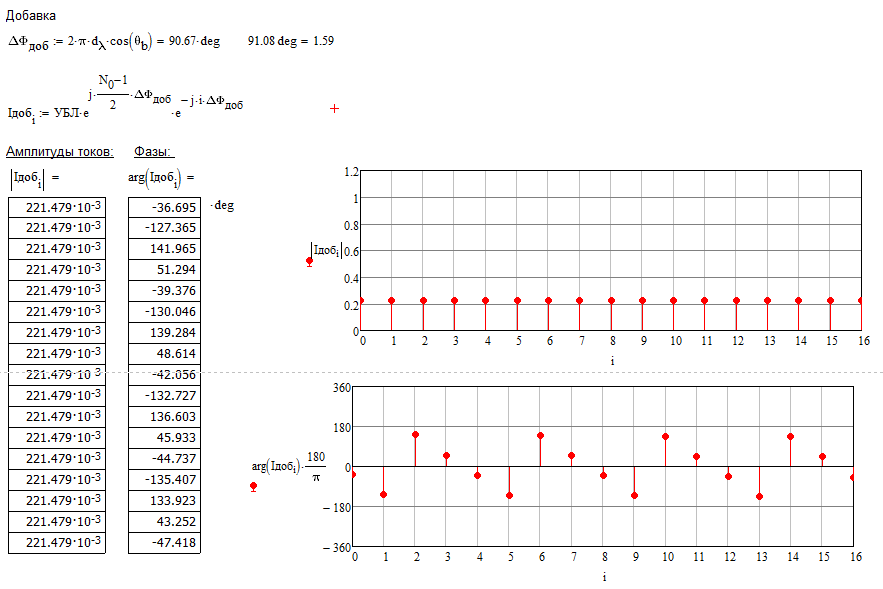 Добавка
ΔΦдоб := 2·π·dλ·cos(θb) = 90.67·deg 91.08 deg = 1.59
Iдобi := УБЛ·e^(j·(N0−1)/2·ΔΦдоб)·e^(−j·i·ΔΦдоб)
Амплитуды токов: Фазы:
|Iдобi| = arg(Iдобi) =
221.479·10-3 -36.695 ·deg
221.479·10-3 -127.365
221.479·10-3 141.965
221.479·10-3 51.294
221.479·10-3 -39.376
221.479·10-3 -130.046
221.479·10-3 139.284
221.479·10-3 48.614
221.479·10-3 -42.056
221.479·10-3 -132.727
221.479·10-3 136.603
221.479·10-3 45.933
221.479·10-3 -44.737
221.479·10-3 -135.407
221.479·10-3 133.923
221.479·10-3 43.252
221.479·10-3 -47.418
1.2
1
0.8
|Iдобi| 0.6
0.4
0.2
0
0 1 2 3 4 5 6 7 8 9 10 11 12 13 14 15 16
i
360
180
arg(Iдобi)·180/π 0
−180
−360
0 1 2 3 4 5 6 7 8 9 10 11 12 13 14 15 16
i